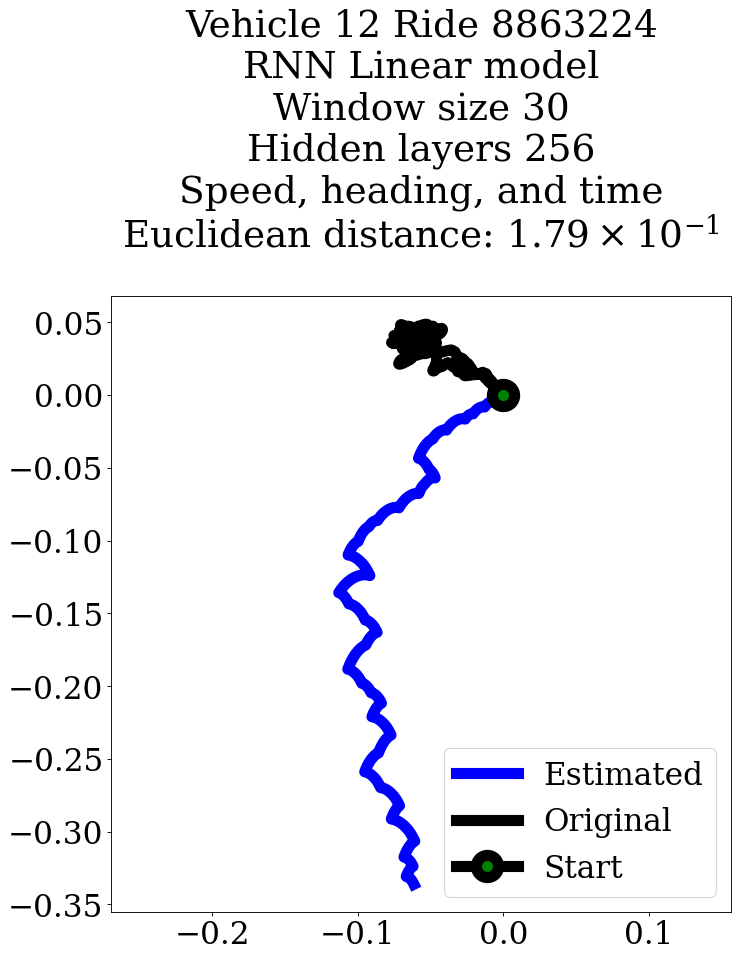 Vehicle 12 Ride 8863224
RNN Linear model
Window size 30
Hidden layers 256
Speed, heading, and time
Euclidean distance: 1.79 × 10⁻¹
0.05
0.00
−0.05
−0.10
−0.15
−0.20
−0.25
−0.30
−0.35
Estimated
Original
Start
−0.2 −0.1 0.0 0.1